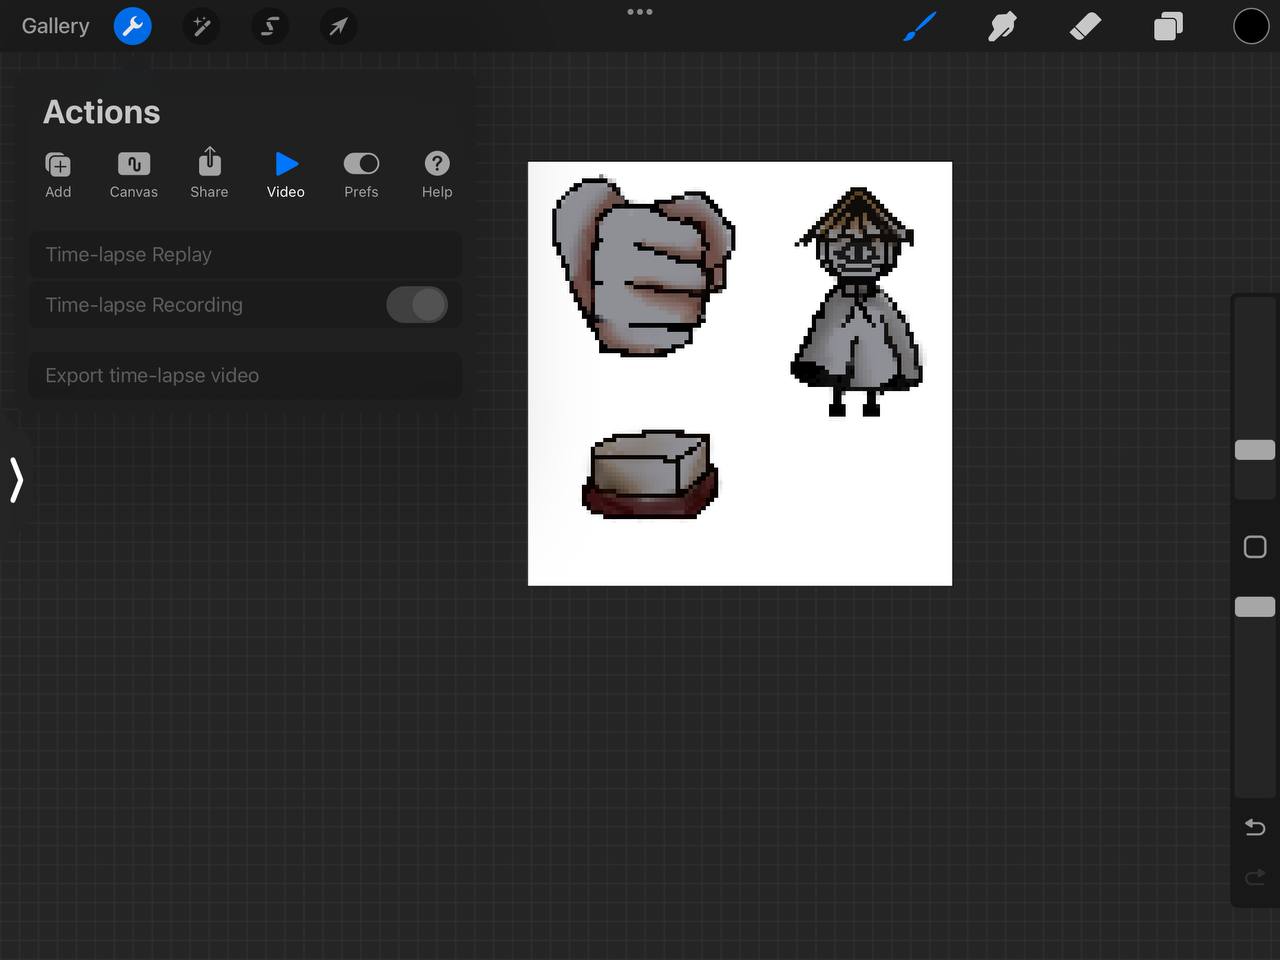 Gallery
Actions
Add Canvas Share Video Prefs Help
Time-lapse Replay
Time-lapse Recording
Export time-lapse video